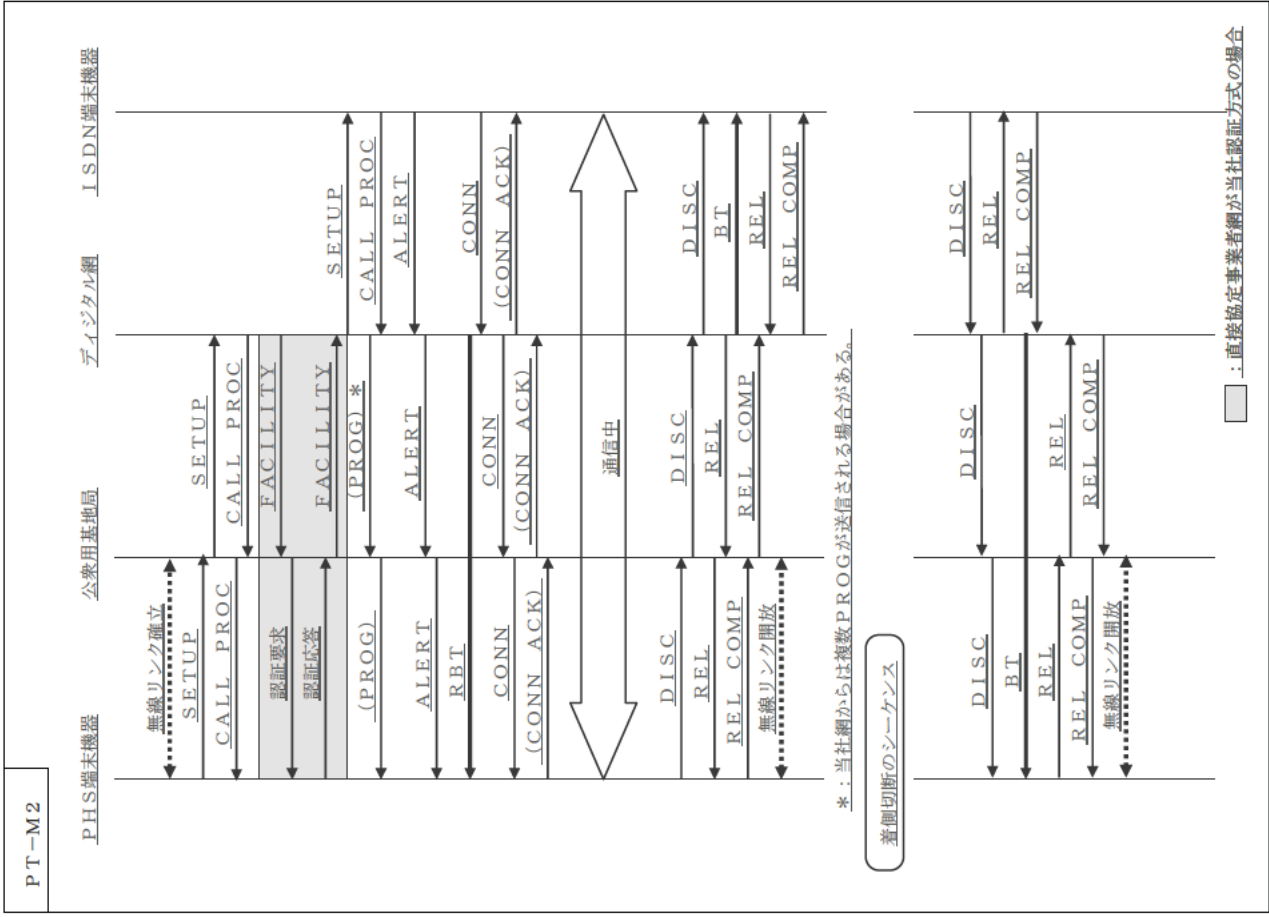 PT－M2
PHS端末機器
公衆用基地局
ディジタル網
ISDN端末機器
無線リンク確立
SETUP
SETUP
CALL PROC
CALL PROC
FACILITY
認証要求
認証応答
FACILITY
SETUP
(PROG)＊
CALL PROC
(PROG)
ALERT
ALERT
ALERT
RBT
CONN
CONN
CONN
(CONN ACK)
(CONN ACK)
(CONN ACK)
通信中
DISC
DISC
DISC
REL
REL
BT
REL COMP
REL COMP
REL
無線リンク開放
REL COMP
＊：当社網からは複数PROGが送信される場合がある。
着側切断のシーケンス
DISC
DISC
DISC
REL
BT
REL COMP
REL
REL
REL COMP
REL COMP
無線リンク開放
：直接協定事業者網が当社認証方式の場合